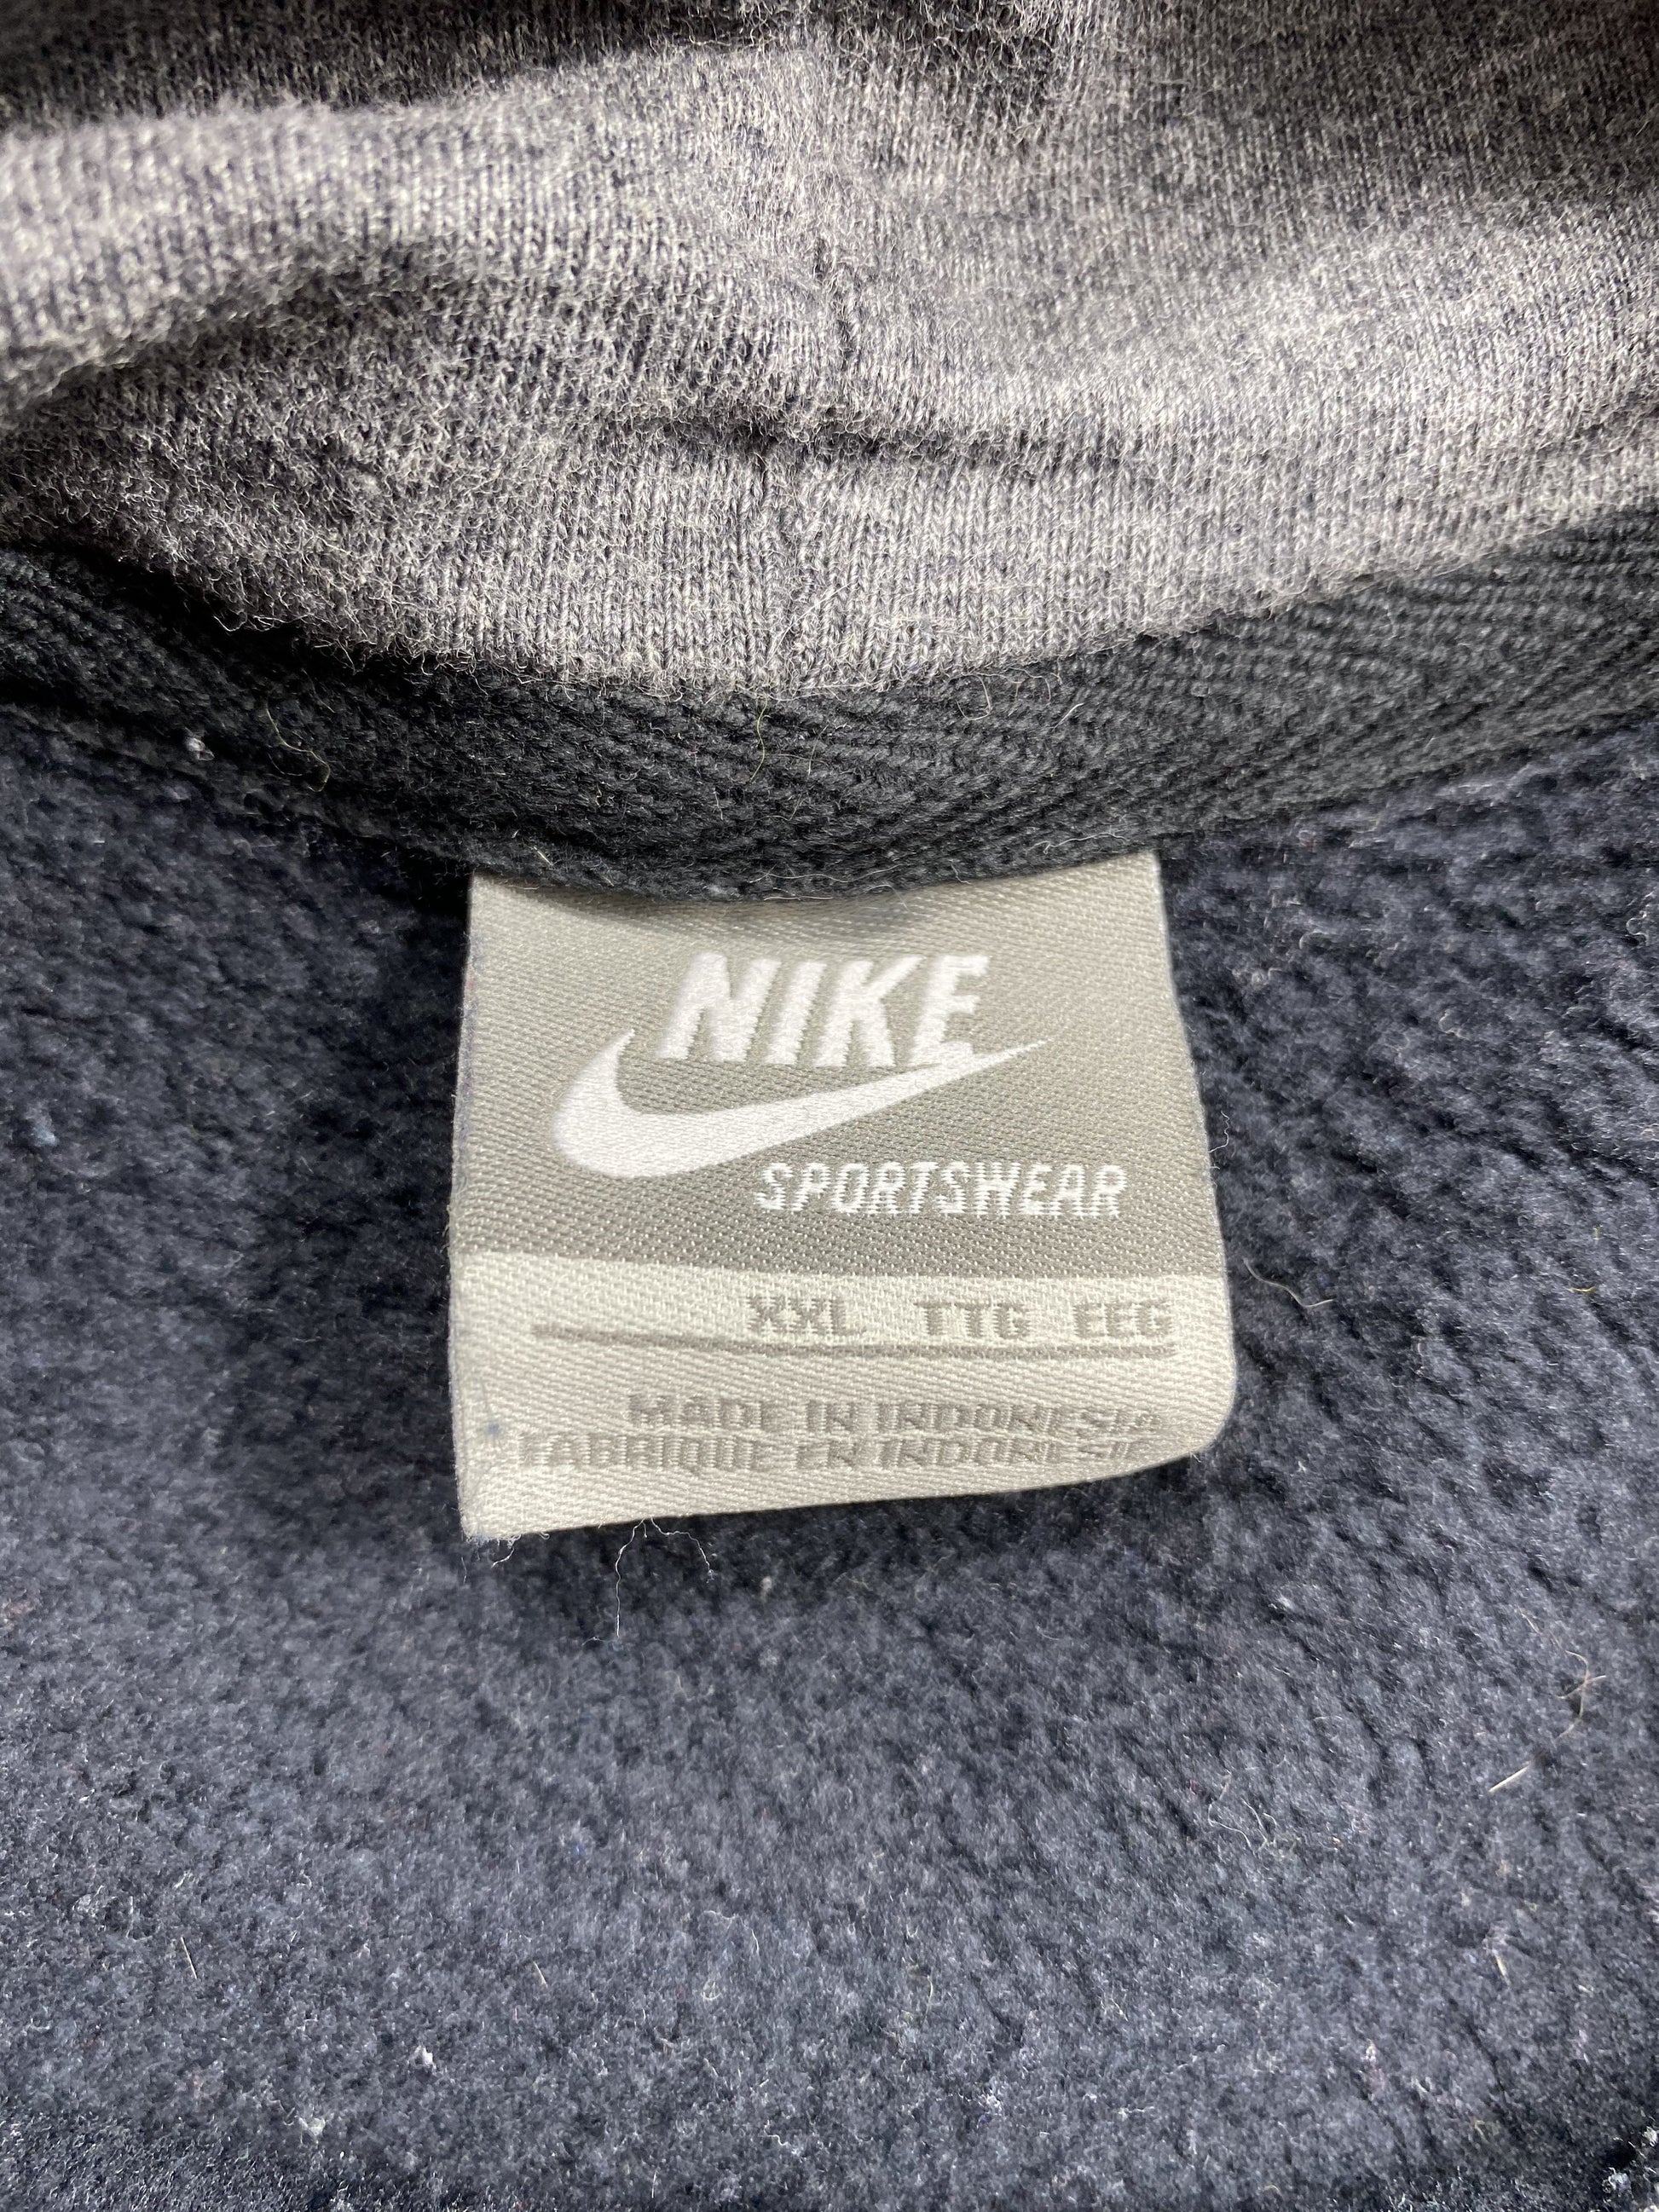 NIKE
SPORTSWEAR
XXL TTG EEG
MADE IN INDONESIA
FABRIQUE EN INDONESIE